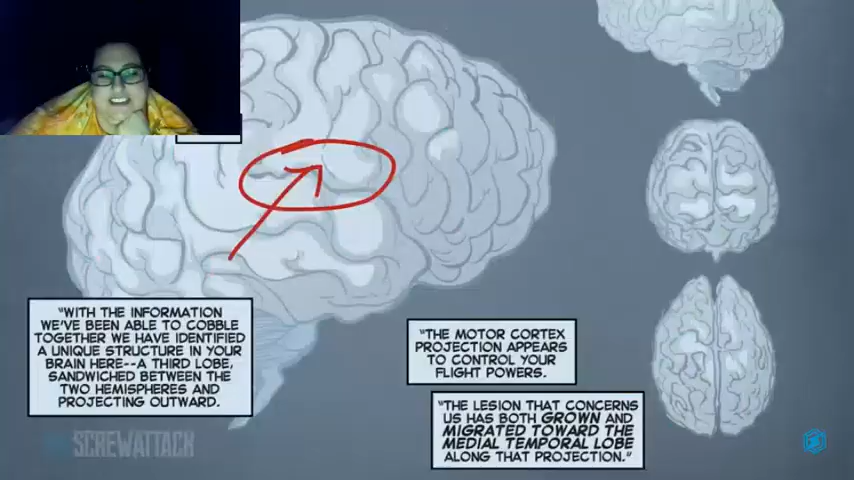 "WITH THE INFORMATION
WE'VE BEEN ABLE TO COBBLE
TOGETHER WE HAVE IDENTIFIED
A UNIQUE STRUCTURE IN YOUR
BRAIN HERE--A THIRD LOBE,
SANDWICHED BETWEEN THE
TWO HEMISPHERES AND
PROJECTING OUTWARD.
"THE MOTOR CORTEX
PROJECTION APPEARS
TO CONTROL YOUR
FLIGHT POWERS.
"THE LESION THAT CONCERNS
US HAS BOTH GROWN AND
MIGRATED TOWARD THE
MEDIAL TEMPORAL LOBE
ALONG THAT PROJECTION."
SCREWATTACK